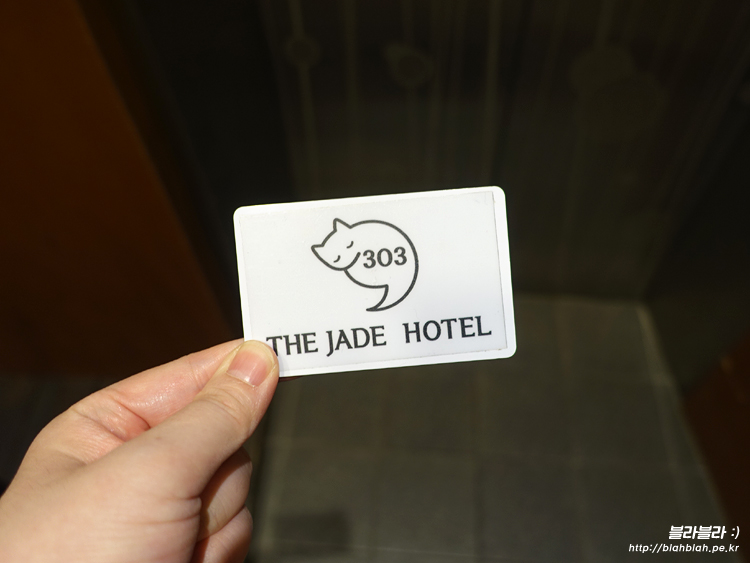 303
THE JADE HOTEL
블라블라 :)
http://blahblah.pe.kr